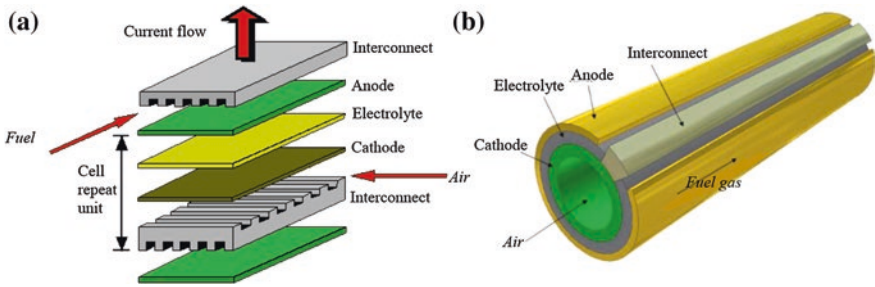 (a)
Current flow
Interconnect
Anode
Electrolyte
Fuel
Cathode
Cell
repeat
unit
Air
Interconnect
(b)
Interconnect
Electrolyte
Anode
Cathode
Fuel gas
Air